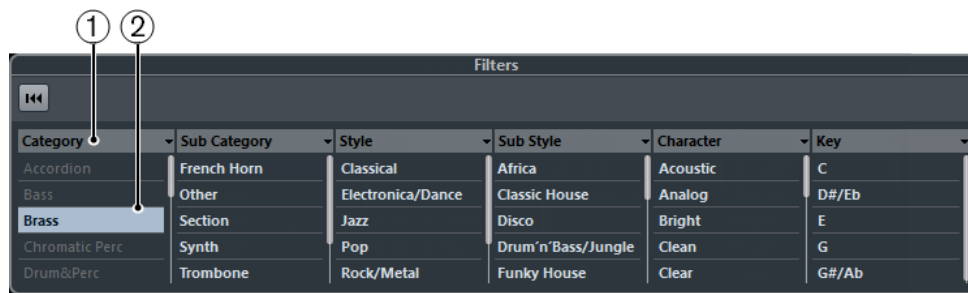 1 2
Filters
Category Sub Category Style Sub Style Character Key
Accordion French Horn Classical Africa Acoustic C
Bass Other Electronica/Dance Classic House Analog D#/Eb
Brass Section Jazz Disco Bright E
Chromatic Perc Synth Pop Drum´n´Bass/Jungle Clean G
Drum&Perc Trombone Rock/Metal Funky House Clear G#/Ab